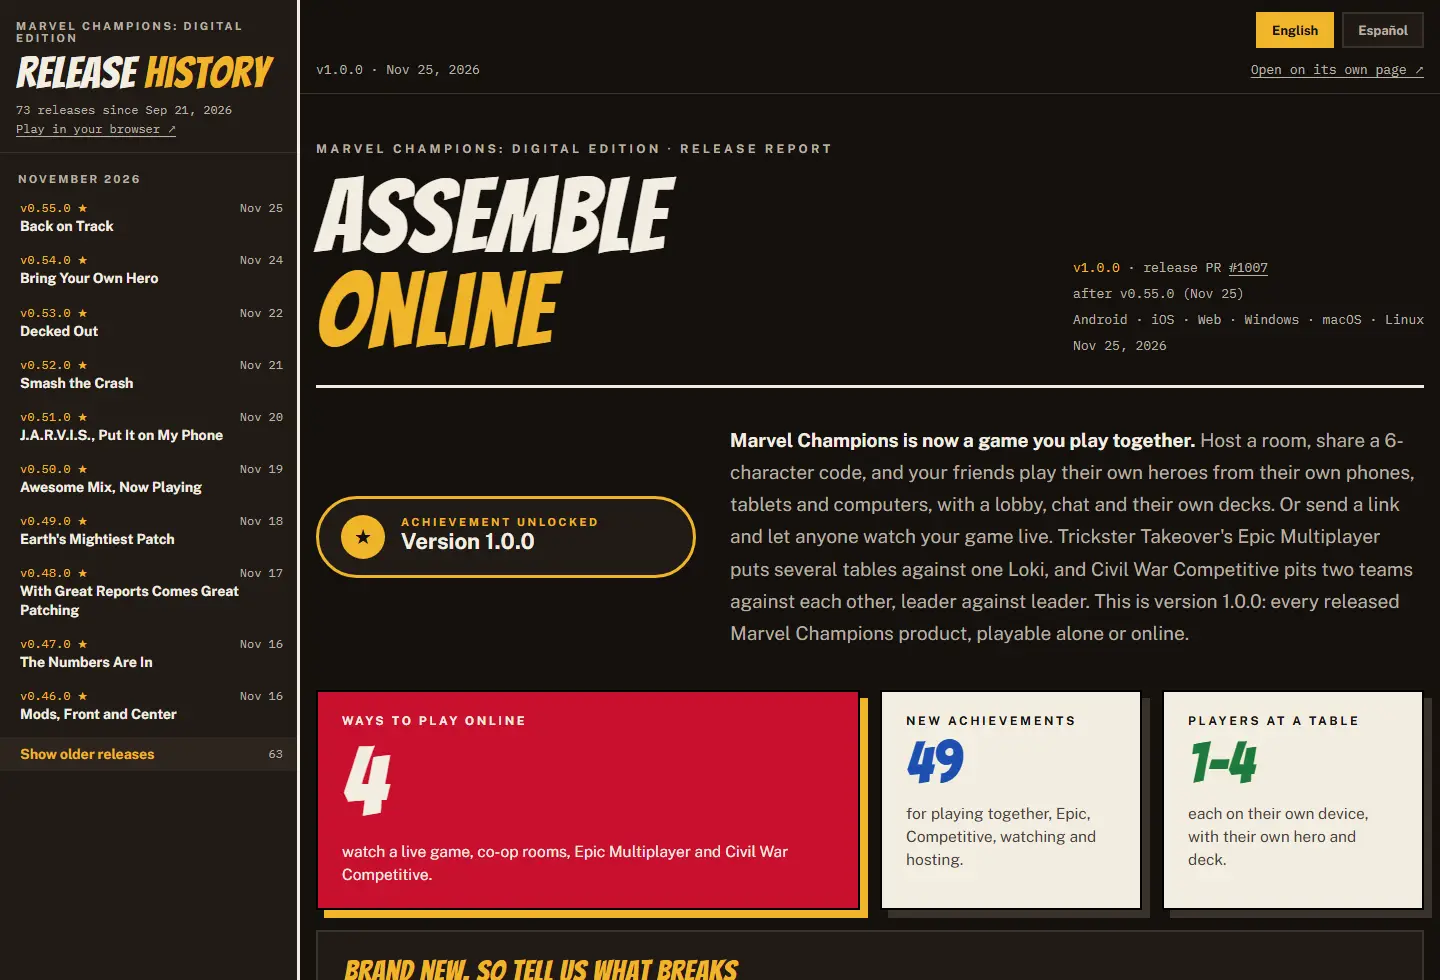 MARVEL CHAMPIONS: DIGITAL
EDITION
RELEASE HISTORY
73 releases since Sep 21, 2026
Play in your browser ↗
NOVEMBER 2026
v0.55.0 ★ Nov 25
Back on Track
v0.54.0 ★ Nov 24
Bring Your Own Hero
v0.53.0 ★ Nov 22
Decked Out
v0.52.0 ★ Nov 21
Smash the Crash
v0.51.0 ★ Nov 20
J.A.R.V.I.S., Put It on My Phone
v0.50.0 ★ Nov 19
Awesome Mix, Now Playing
v0.49.0 ★ Nov 18
Earth's Mightiest Patch
v0.48.0 ★ Nov 17
With Great Reports Comes Great
Patching
v0.47.0 ★ Nov 16
The Numbers Are In
v0.46.0 ★ Nov 16
Mods, Front and Center
Show older releases 63
English Español
v1.0.0 · Nov 25, 2026 Open on its own page ↗
MARVEL CHAMPIONS: DIGITAL EDITION · RELEASE REPORT
ASSEMBLE
ONLINE
v1.0.0 · release PR #1007
after v0.55.0 (Nov 25)
Android · iOS · Web · Windows · macOS · Linux
Nov 25, 2026
ACHIEVEMENT UNLOCKED
★ Version 1.0.0
Marvel Champions is now a game you play together. Host a room, share a 6-
character code, and your friends play their own heroes from their own phones,
tablets and computers, with a lobby, chat and their own decks. Or send a link
and let anyone watch your game live. Trickster Takeover's Epic Multiplayer
puts several tables against one Loki, and Civil War Competitive pits two teams
against each other, leader against leader. This is version 1.0.0: every released
Marvel Champions product, playable alone or online.
WAYS TO PLAY ONLINE
4
watch a live game, co-op rooms, Epic Multiplayer and Civil War
Competitive.
NEW ACHIEVEMENTS
49
for playing together, Epic,
Competitive, watching and
hosting.
PLAYERS AT A TABLE
1–4
each on their own device,
with their own hero and
deck.
BRAND NEW, SO TELL US WHAT BREAKS